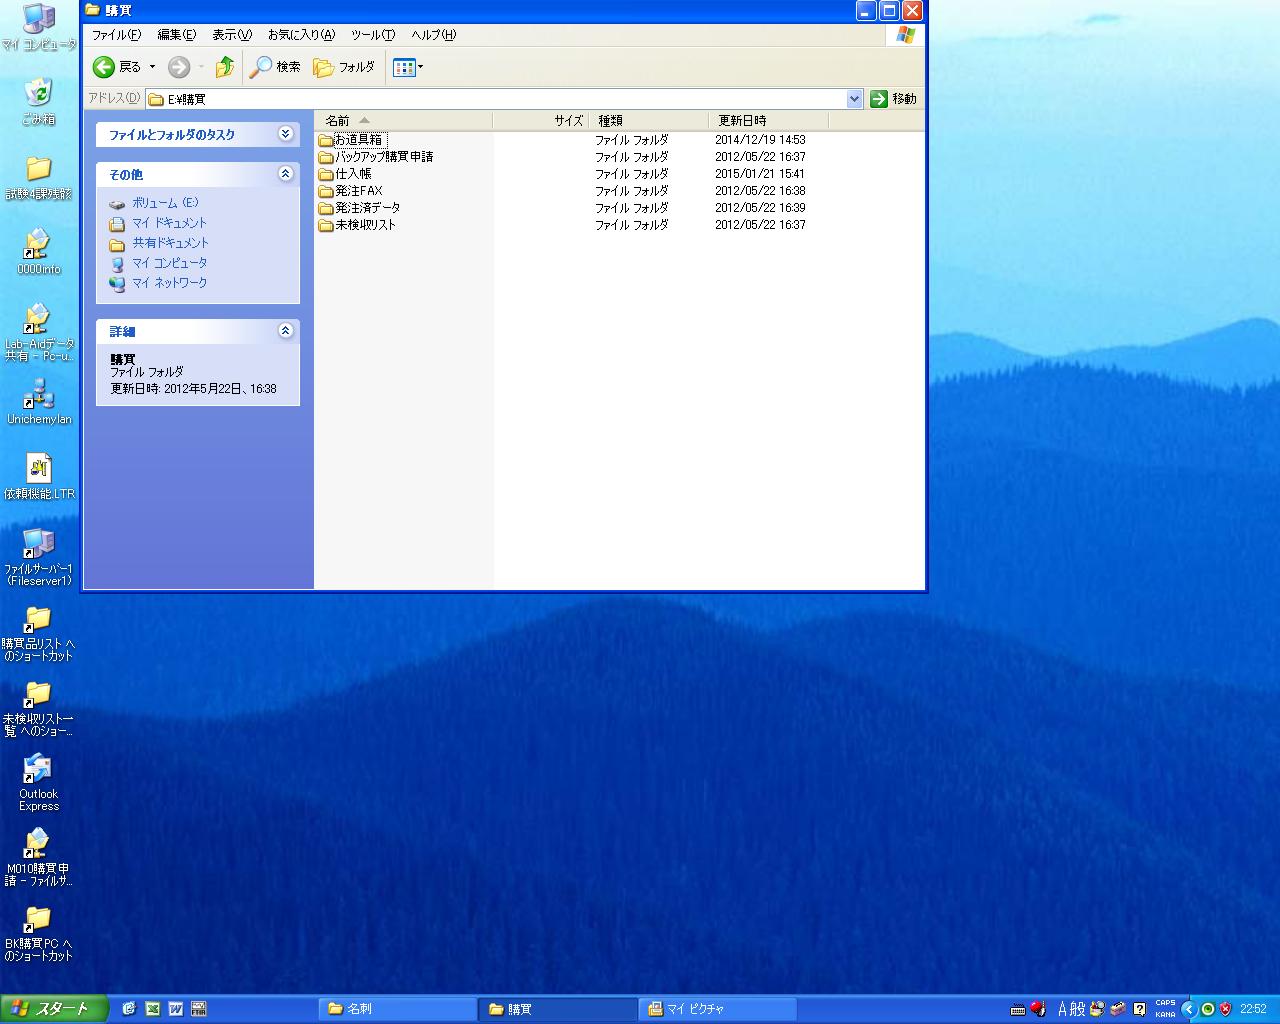 購買
ファイル(F) 編集(E) 表示(V) お気に入り(A) ツール(T) ヘルプ(H)
戻る 検索 フォルダ
アドレス(D) E:¥購買 移動
ファイルとフォルダのタスク
その他
ボリューム (E:)
マイ ドキュメント
共有ドキュメント
マイ コンピュータ
マイ ネットワーク
詳細
購買
ファイル フォルダ
更新日時: 2012年5月22日、16:38
名前 サイズ 種類 更新日時
お道具箱 ファイル フォルダ 2014/12/19 14:53
バックアップ購買申請 ファイル フォルダ 2012/05/22 16:37
仕入帳 ファイル フォルダ 2015/01/21 15:41
発注FAX ファイル フォルダ 2012/05/22 16:38
発注済データ ファイル フォルダ 2012/05/22 16:39
未検収リスト ファイル フォルダ 2012/05/22 16:37
マイ コンピュータ
ごみ箱
試験4課残骸
0000info
Lab-Aidデータ
共有 - Pc-u...
Unichemylan
依頼機能.LTR
ファイルサーバー1
(Fileserver1)
購買品リスト へ
のショートカット
未検収リスト一
覧 へのショー...
Outlook
Express
M010購買申
請 - ファイルサ...
BK購買PC へ
のショートカット
スタート FTIR 名刺 購買 マイ ピクチャ A 般 CAPS KANA 22:52